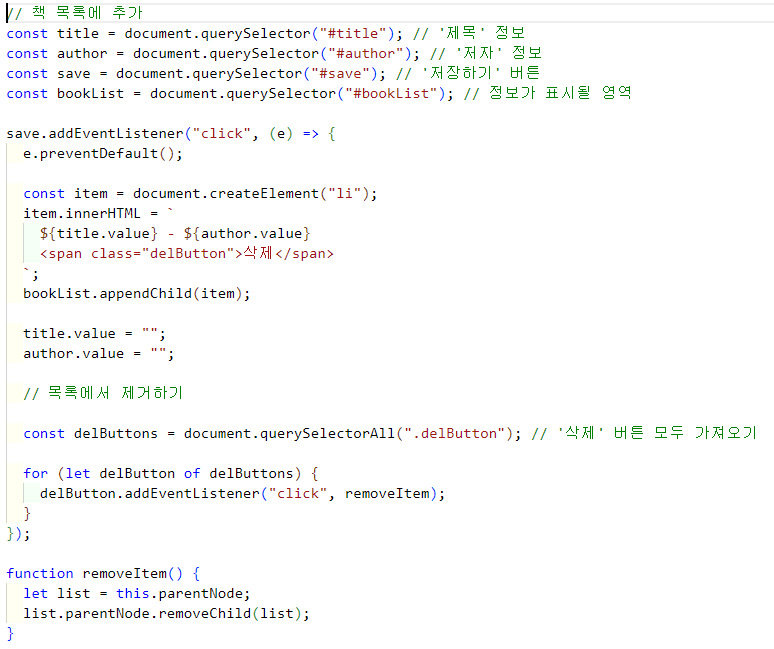 // 책 목록에 추가
const title = document.querySelector("#title"); // '제목' 정보
const author = document.querySelector("#author"); // '저자' 정보
const save = document.querySelector("#save"); // '저장하기' 버튼
const bookList = document.querySelector("#bookList"); // 정보가 표시될 영역

save.addEventListener("click", (e) => {
  e.preventDefault();

  const item = document.createElement("li");
  item.innerHTML = `
    ${title.value} - ${author.value}
    <span class="delButton">삭제</span>
  `;
  bookList.appendChild(item);

  title.value = "";
  author.value = "";

  // 목록에서 제거하기

  const delButtons = document.querySelectorAll(".delButton"); // '삭제' 버튼 모두 가져오기

  for (let delButton of delButtons) {
    delButton.addEventListener("click", removeItem);
  }
});

function removeItem() {
  let list = this.parentNode;
  list.parentNode.removeChild(list);
}